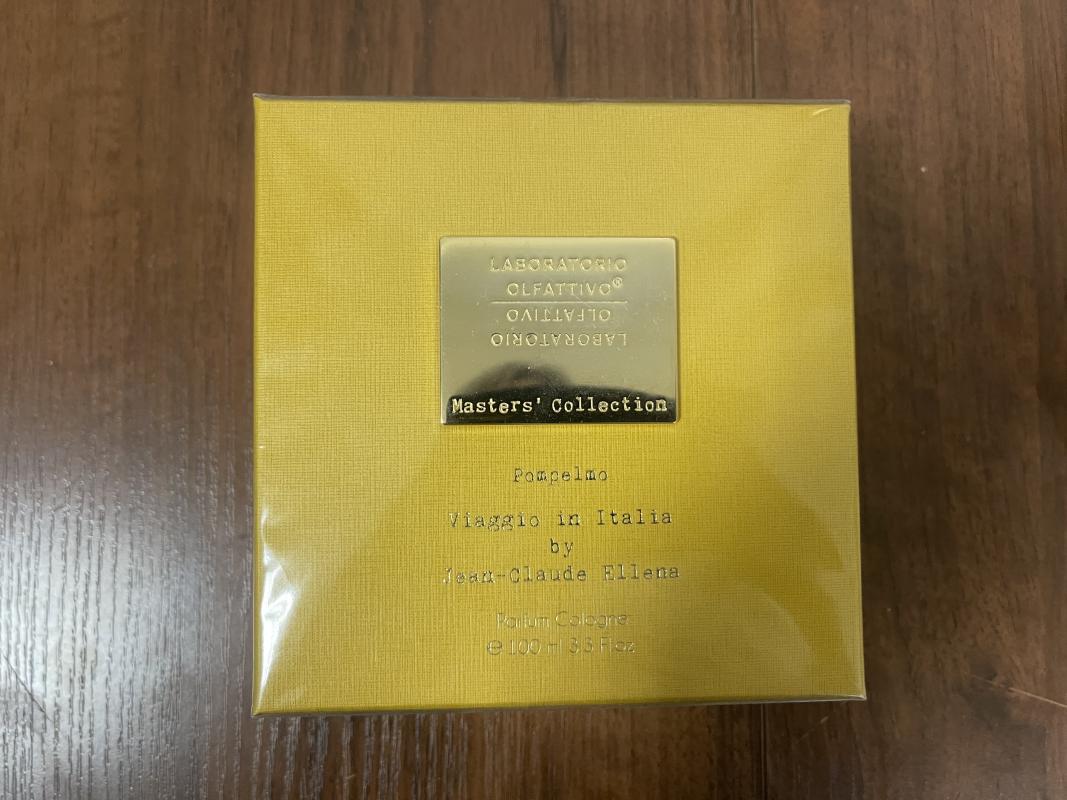 LABORATORIO
OLFATTIVO®
OLFATTIVO
LABORATORIO
Masters' Collection
Pompelmo
Viaggio in Italia
by
Jean-Claude Ellena
Parfum Cologne
℮ 100 ml 3.3 Fl oz